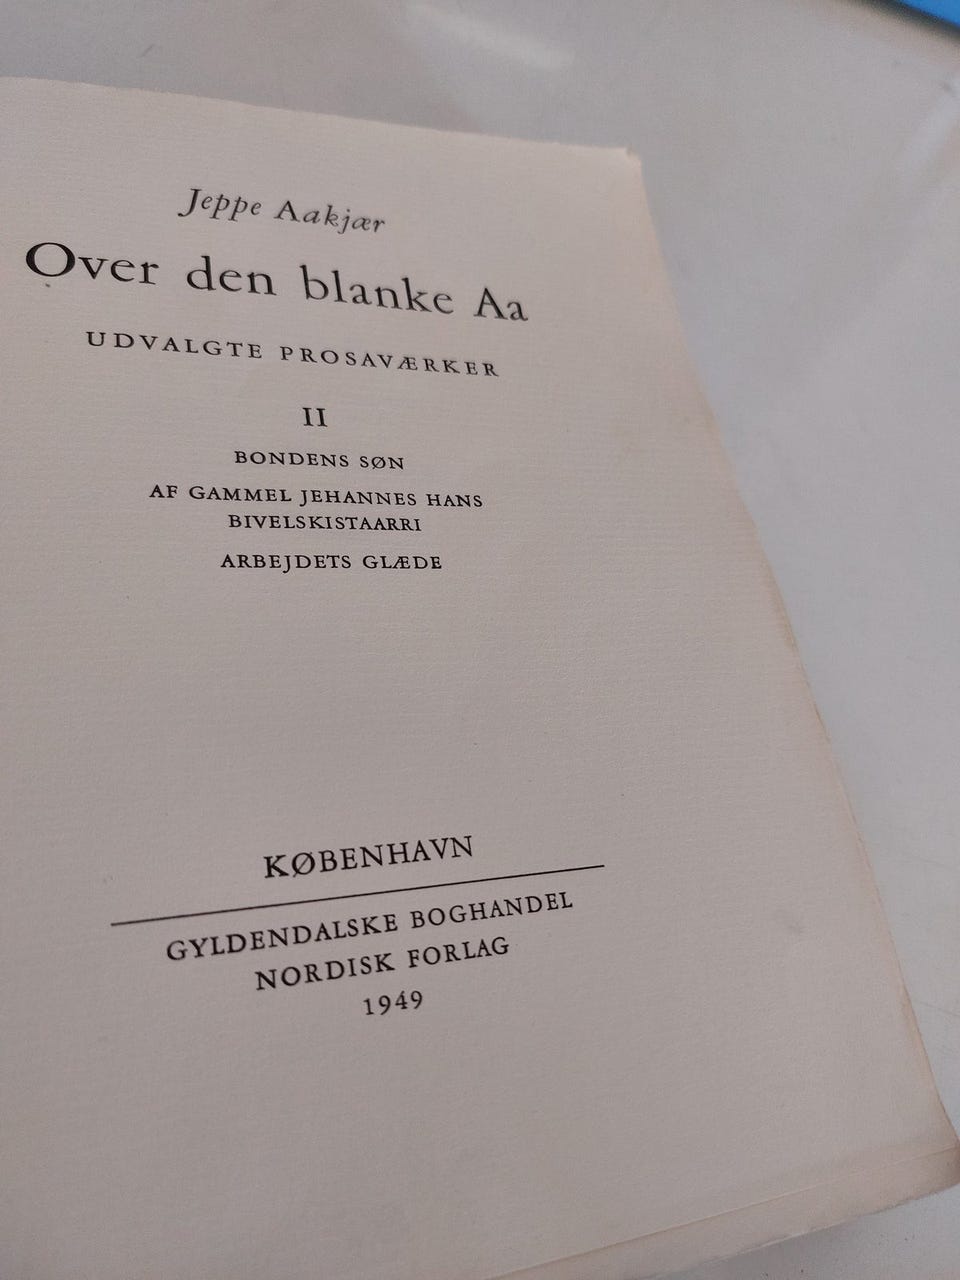 Jeppe Aakjær
Over den blanke Aa
UDVALGTE PROSAVÆRKER
II
BONDENS SØN
AF GAMMEL JEHANNES HANS
BIVELSKISTAARRI
ARBEJDETS GLÆDE
KØBENHAVN
GYLDENDALSKE BOGHANDEL
NORDISK FORLAG
1949